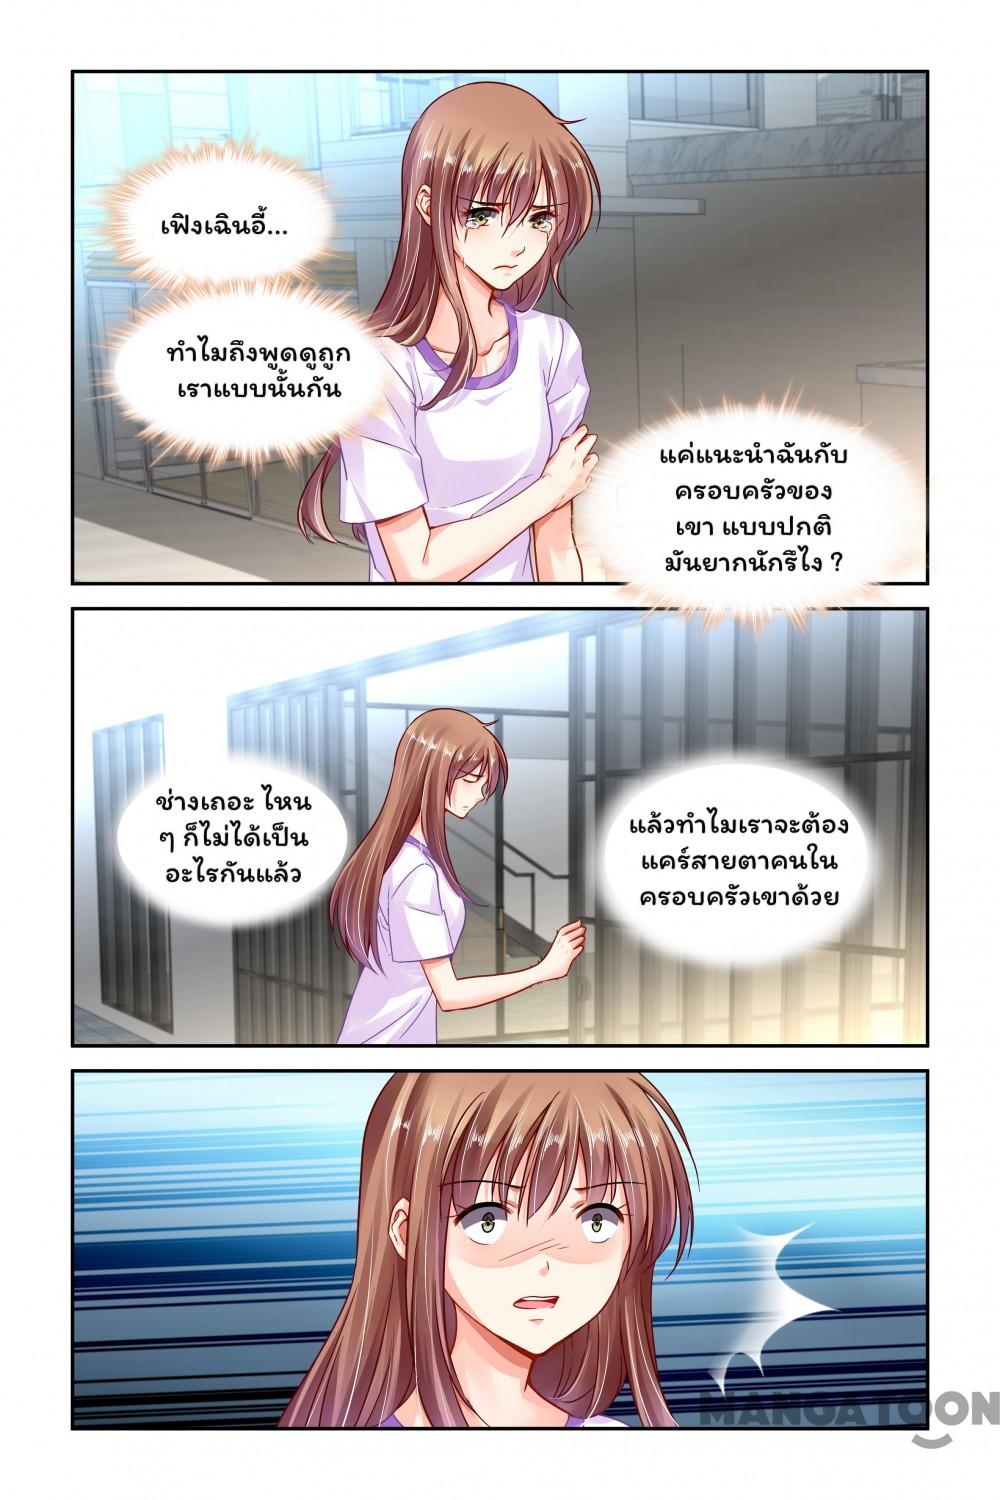 เฟิงเฉินอี้...
ทำไมถึงพูดดูถูก
เราแบบนั้นกัน
แค่แนะนำฉันกับ
ครอบครัวของ
เขา แบบปกติ
มันยากนักรึไง ?
ช่างเถอะ ไหน
ๆ ก็ไม่ได้เป็น
อะไรกันแล้ว
แล้วทำไมเราจะต้อง
แคร์สายตาคนใน
ครอบครัวเขาด้วย
MANGATOON